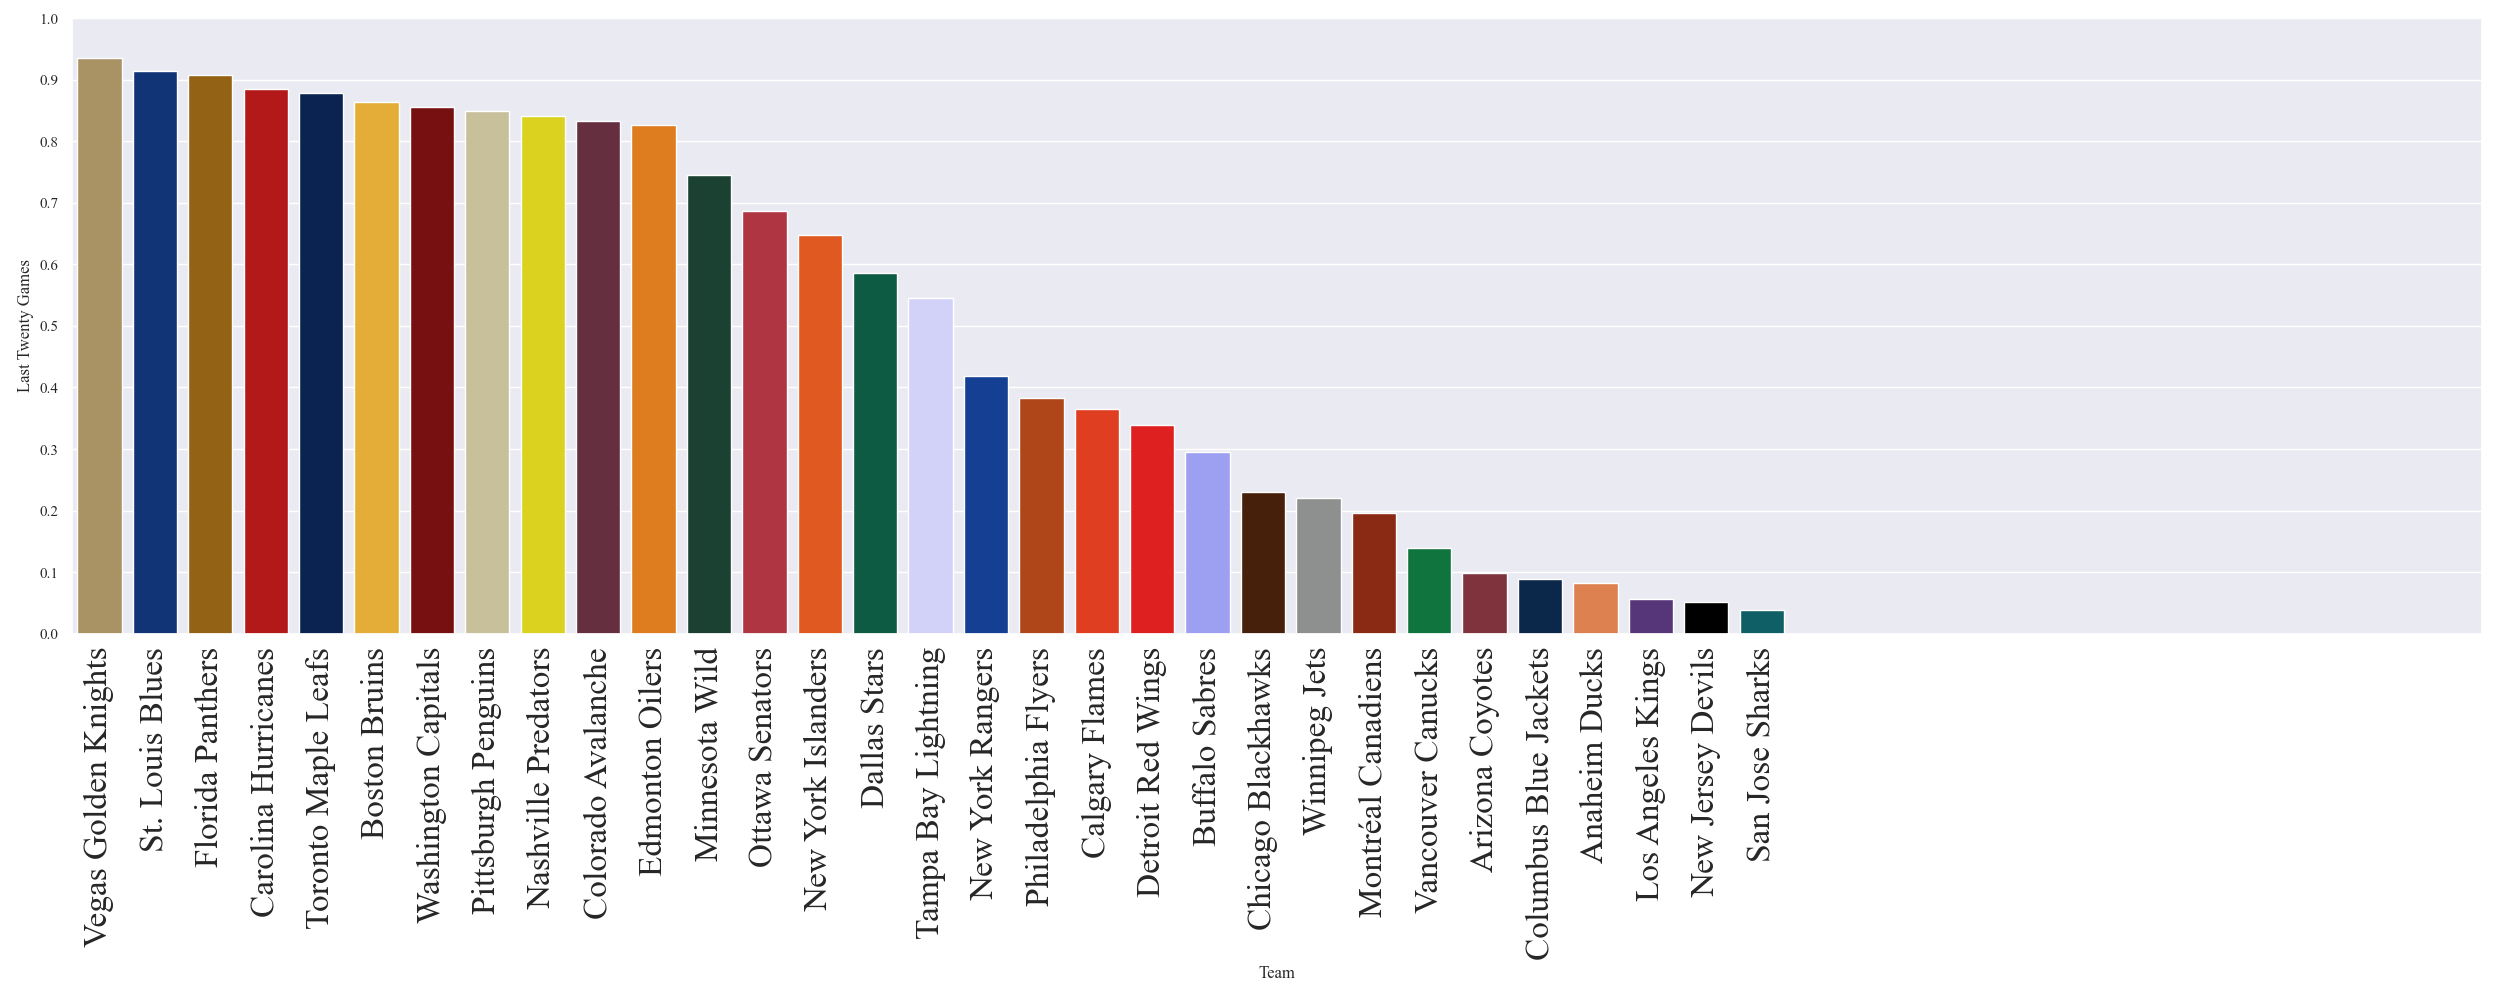 1.0
0.9
0.8
0.7
0.6
0.5
0.4
0.3
0.2
0.1
0.0
Last Twenty Games
Vegas Golden Knights
St. Louis Blues
Florida Panthers
Carolina Hurricanes
Toronto Maple Leafs
Boston Bruins
Washington Capitals
Pittsburgh Penguins
Nashville Predators
Colorado Avalanche
Edmonton Oilers
Minnesota Wild
Ottawa Senators
New York Islanders
Dallas Stars
Tampa Bay Lightning
New York Rangers
Philadelphia Flyers
Calgary Flames
Detroit Red Wings
Buffalo Sabres
Chicago Blackhawks
Winnipeg Jets
Montréal Canadiens
Vancouver Canucks
Arizona Coyotes
Columbus Blue Jackets
Anaheim Ducks
Los Angeles Kings
New Jersey Devils
San Jose Sharks
Team